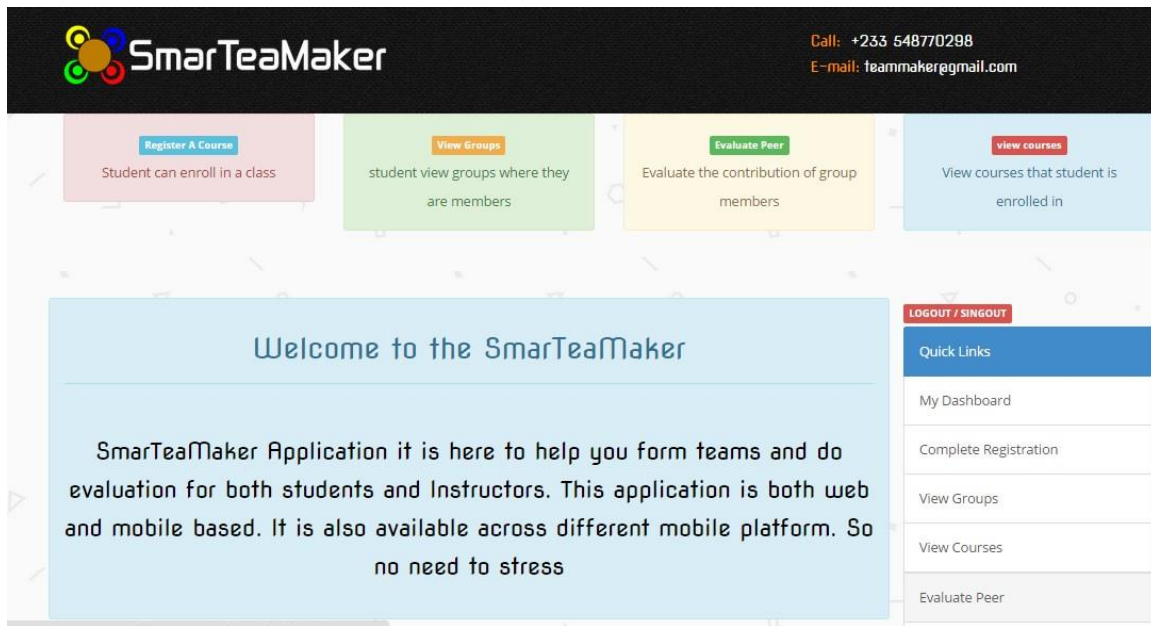 SmarTeaMaker
Call: +233 548770298
E-mail: teammaker@gmail.com
Register A Course
Student can enroll in a class
View Groups
student view groups where they
are members
Evaluate Peer
Evaluate the contribution of group
members
view courses
View courses that student is
enrolled in
Welcome to the SmarTeaMaker
SmarTeaMaker Application it is here to help you form teams and do
evaluation for both students and Instructors. This application is both web
and mobile based. It is also available across different mobile platform. So
no need to stress
LOGOUT / SINGOUT
Quick Links
My Dashboard
Complete Registration
View Groups
View Courses
Evaluate Peer